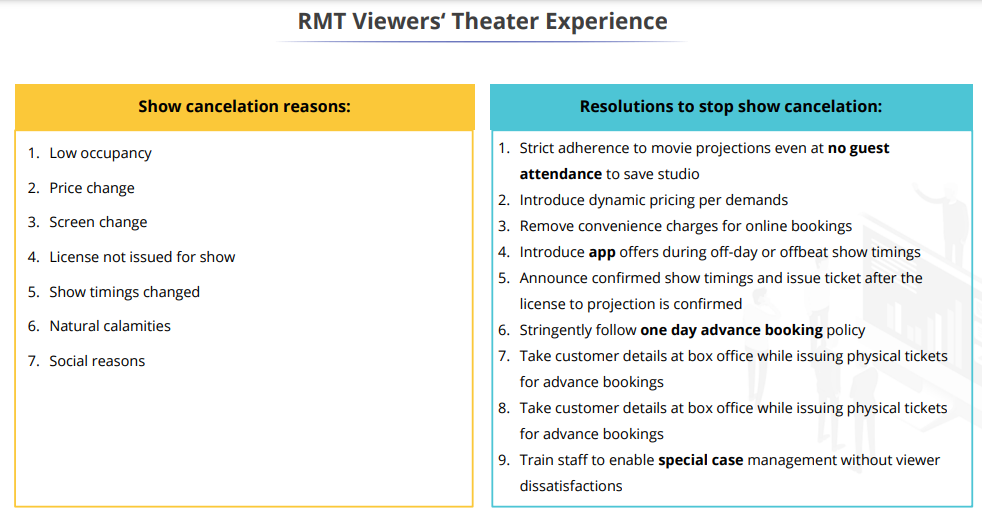 RMT Viewers‘ Theater Experience
Show cancelation reasons:
1. Low occupancy
2. Price change
3. Screen change
4. License not issued for show
5. Show timings changed
6. Natural calamities
7. Social reasons
Resolutions to stop show cancelation:
1. Strict adherence to movie projections even at no guest
attendance to save studio
2. Introduce dynamic pricing per demands
3. Remove convenience charges for online bookings
4. Introduce app offers during off-day or offbeat show timings
5. Announce confirmed show timings and issue ticket after the
license to projection is confirmed
6. Stringently follow one day advance booking policy
7. Take customer details at box office while issuing physical tickets
for advance bookings
8. Take customer details at box office while issuing physical tickets
for advance bookings
9. Train staff to enable special case management without viewer
dissatisfactions